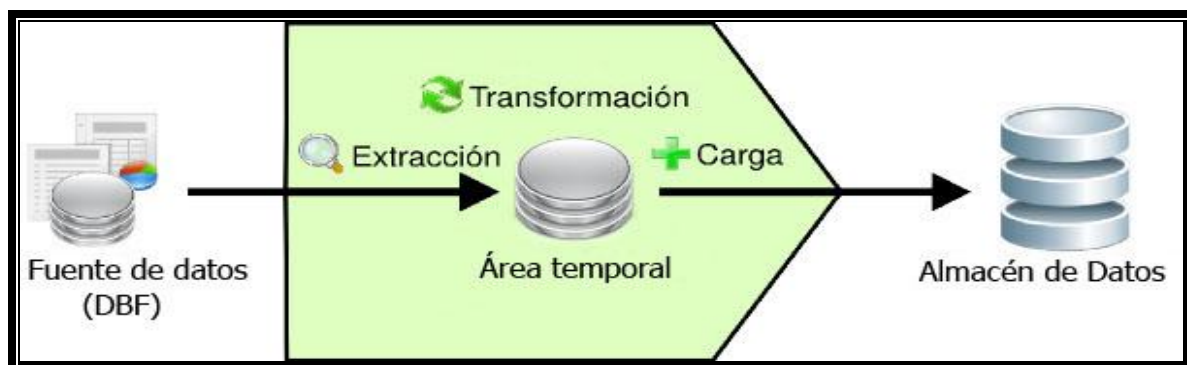 Transformación
Extracción
Carga
Fuente de datos
(DBF)
Área temporal
Almacén de Datos